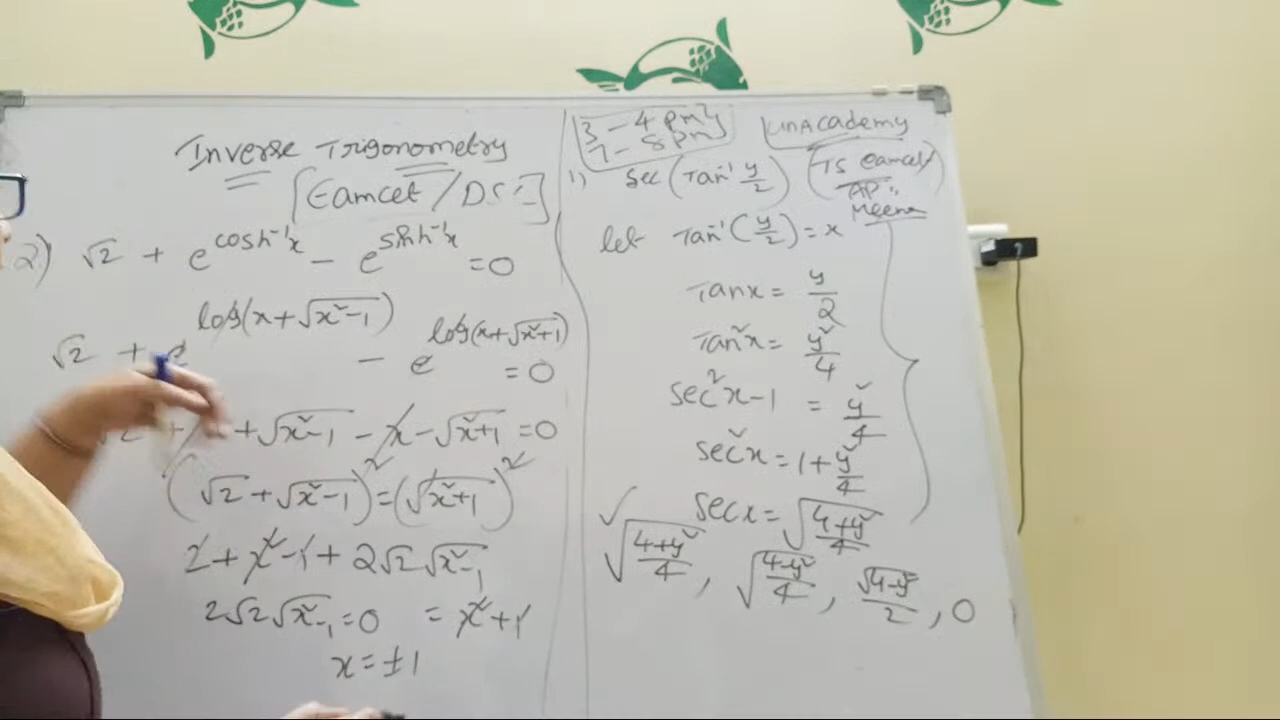 Inverse Trigonometry
[Eamcet / DSC]
2) √2 + e^cosh⁻¹x − e^sinh⁻¹x = 0
√2 + e^log(x+√x²−1) − e^log(x+√x²+1) = 0
+ √x²−1 − x − √x²+1 = 0
(√2 + √x²−1)² = (√x²+1)²
2 + x² − 1 + 2√2 √x²−1
2√2 √x²−1 = 0 = x² + 1
x = ±1
3 − 4 pm
7 − 8 pm
UnAcademy
1) sec(Tan⁻¹ y/2)
(TS eamcet)
AP "
Meena
let Tan⁻¹(y/2) = x
Tanx = y/2
Tan²x = y²/4
sec²x−1 = y²/4
sec²x = 1+y²/4
secx = √4+y²/4
√4+y²/4 , √4−y²/4 , √4−y²/2 , 0